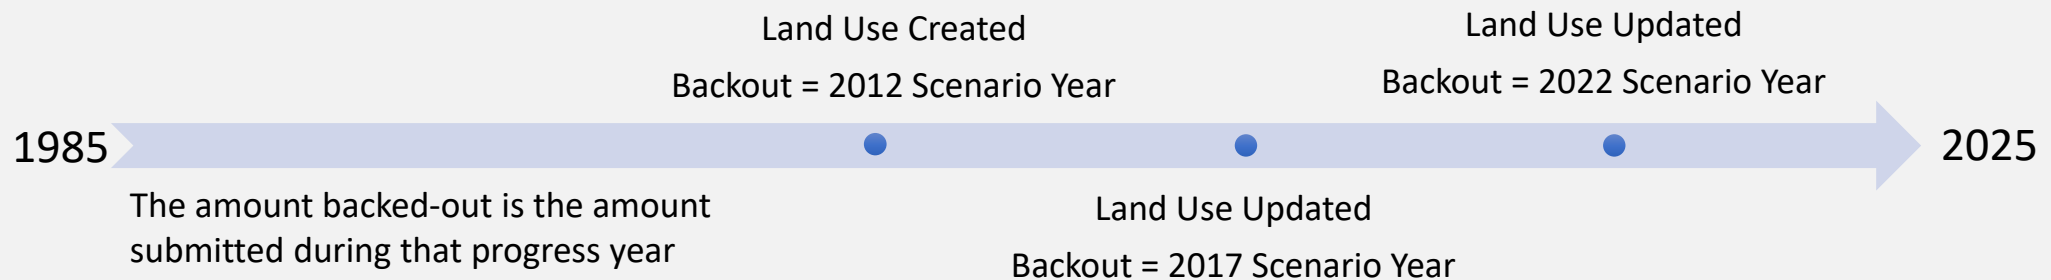 Land Use Created
Backout = 2012 Scenario Year
Land Use Updated
Backout = 2022 Scenario Year
1985
2025
The amount backed-out is the amount
submitted during that progress year
Land Use Updated
Backout = 2017 Scenario Year